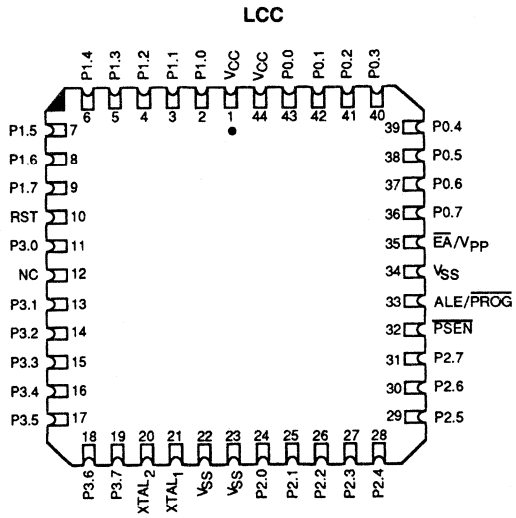 LCC
P1.4 P1.3 P1.2 P1.1 P1.0 VCC VCC P0.0 P0.1 P0.2 P0.3
6 5 4 3 2 1 44 43 42 41 40
P1.5 7
P1.6 8
P1.7 9
RST 10
P3.0 11
NC 12
P3.1 13
P3.2 14
P3.3 15
P3.4 16
P3.5 17
39 P0.4
38 P0.5
37 P0.6
36 P0.7
35 E̅A̅/VPP
34 VSS
33 ALE/P̅R̅O̅G̅
32 P̅S̅E̅N̅
31 P2.7
30 P2.6
29 P2.5
18 19 20 21 22 23 24 25 26 27 28
P3.6 P3.7 XTAL2 XTAL1 VSS VSS P2.0 P2.1 P2.2 P2.3 P2.4